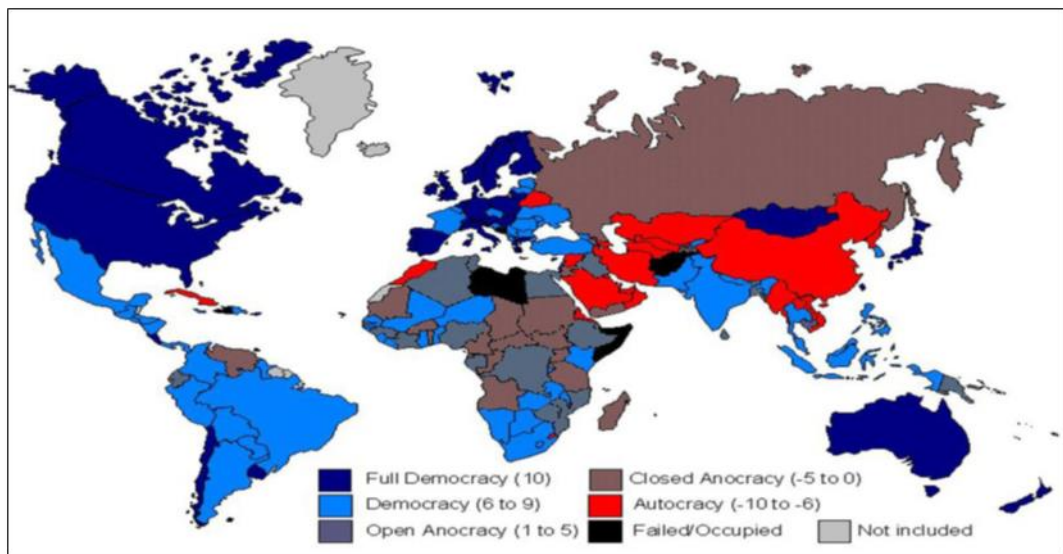 Full Democracy (10)
Closed Anocracy (-5 to 0)
Democracy (6 to 9)
Autocracy (-10 to -6)
Open Anocracy (1 to 5)
Failed/Occupied
Not included